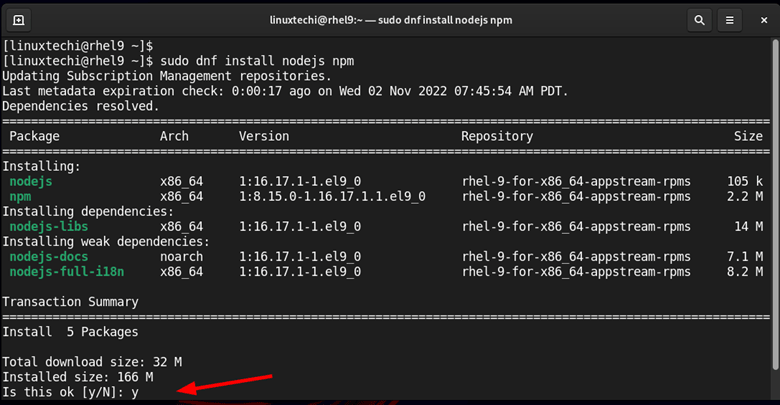 linuxtechi@rhel9:~ — sudo dnf install nodejs npm
[linuxtechi@rhel9 ~]$
[linuxtechi@rhel9 ~]$ sudo dnf install nodejs npm
Updating Subscription Management repositories.
Last metadata expiration check: 0:00:17 ago on Wed 02 Nov 2022 07:45:54 AM PDT.
Dependencies resolved.
Package Arch Version Repository Size
Installing:
nodejs x86_64 1:16.17.1-1.el9_0 rhel-9-for-x86_64-appstream-rpms 105 k
npm x86_64 1:8.15.0-1.16.17.1.1.el9_0 rhel-9-for-x86_64-appstream-rpms 2.2 M
Installing dependencies:
nodejs-libs x86_64 1:16.17.1-1.el9_0 rhel-9-for-x86_64-appstream-rpms 14 M
Installing weak dependencies:
nodejs-docs noarch 1:16.17.1-1.el9_0 rhel-9-for-x86_64-appstream-rpms 7.1 M
nodejs-full-i18n x86_64 1:16.17.1-1.el9_0 rhel-9-for-x86_64-appstream-rpms 8.2 M
Transaction Summary
Install 5 Packages
Total download size: 32 M
Installed size: 166 M
Is this ok [y/N]: y